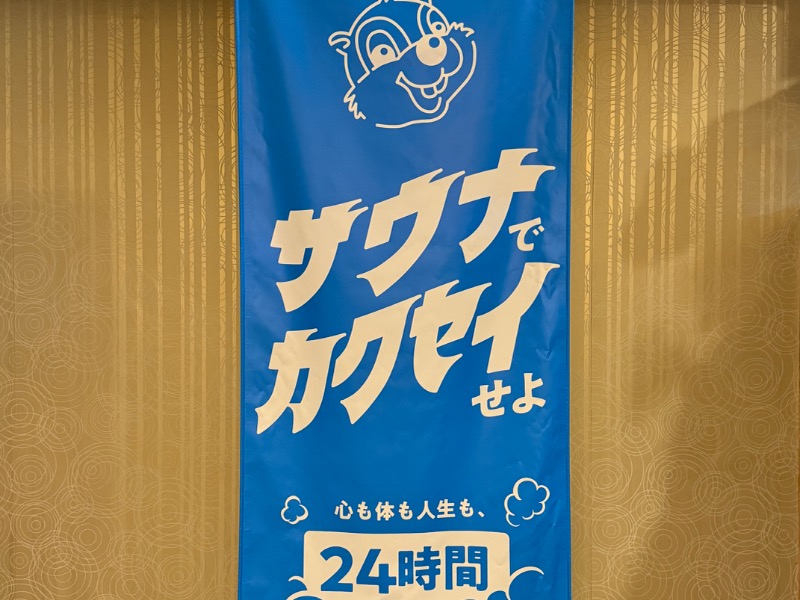 サウナで
カクセイせよ
心も体も人生も、
24時間